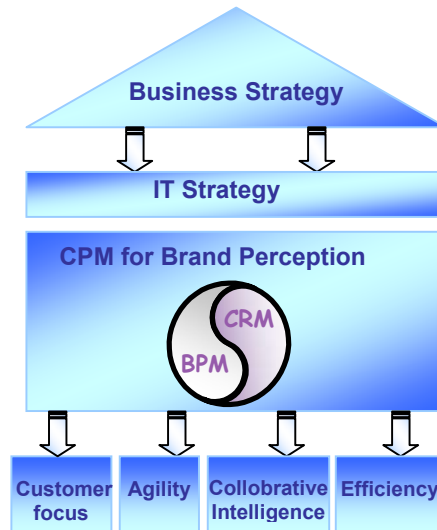 Business Strategy
IT Strategy
CPM for Brand Perception
CRM
BPM
Customer
focus
Agility
Collobrative
Intelligence
Efficiency